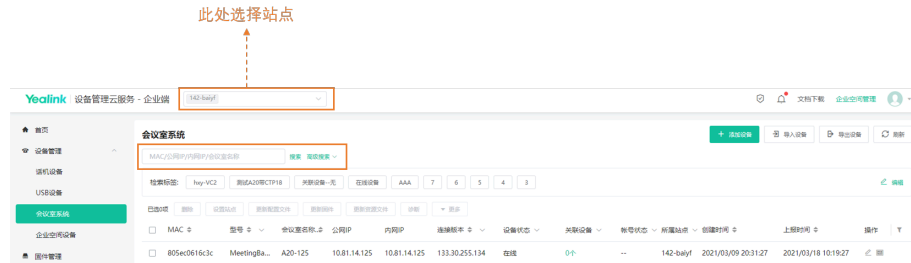 此处选择站点
Yealink 设备管理云服务 - 企业端 142-baiyf 文档下载 企业空间管理
首页
会议室系统 + 添加设备 导入设备 导出设备 刷新
设备管理
MAC/公网IP/内网IP/会议室名称 搜索 高级搜索
话机设备
检索标签: hxy-VC2 测试A20带CTP18 关联设备--无 在线设备 AAA 7 6 5 4 3 编辑
USB设备
会议室系统
已选0项 删除 设置站点 更新配置文件 更新固件 更新资源文件 诊断 更多
企业空间设备
MAC 型号 会议室名称... 公网IP 内网IP 连接版本 设备状态 关联设备 帐号状态 所属站点 创建时间 上报时间 操作
固件管理
805ec0616c3c MeetingBa... A20-125 10.81.14.125 10.81.14.125 133.30.255.134 在线 0个 -- 142-baiyf 2021/03/09 20:31:27 2021/03/18 10:19:27